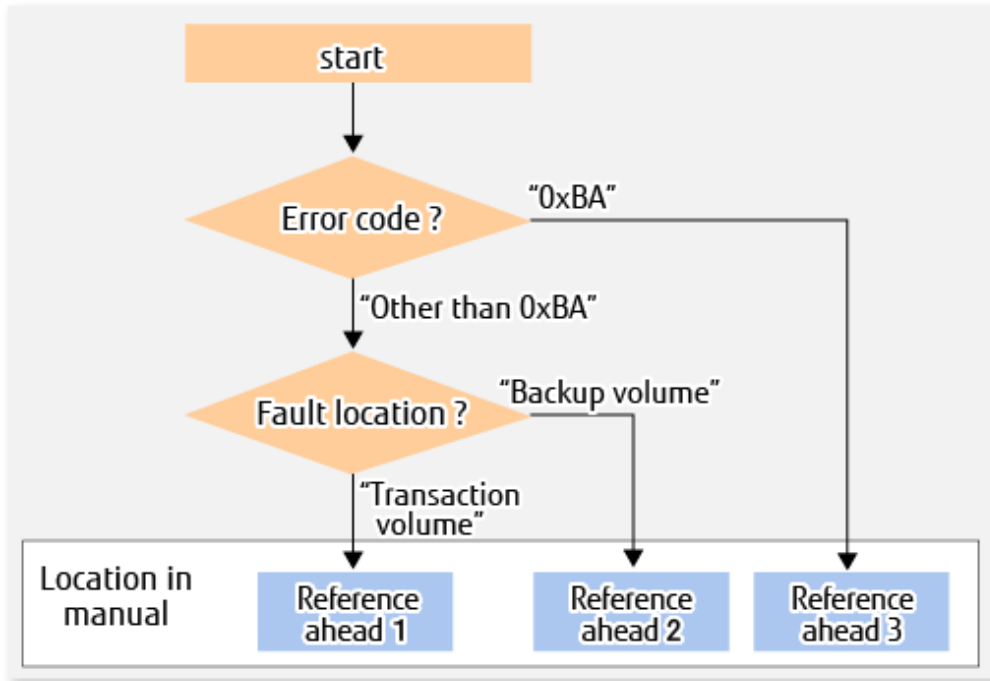 start
Error code ?
“0xBA”
“Other than 0xBA”
Fault location ?
“Backup volume”
“Transaction
volume”
Location in
manual
Reference
ahead 1
Reference
ahead 2
Reference
ahead 3